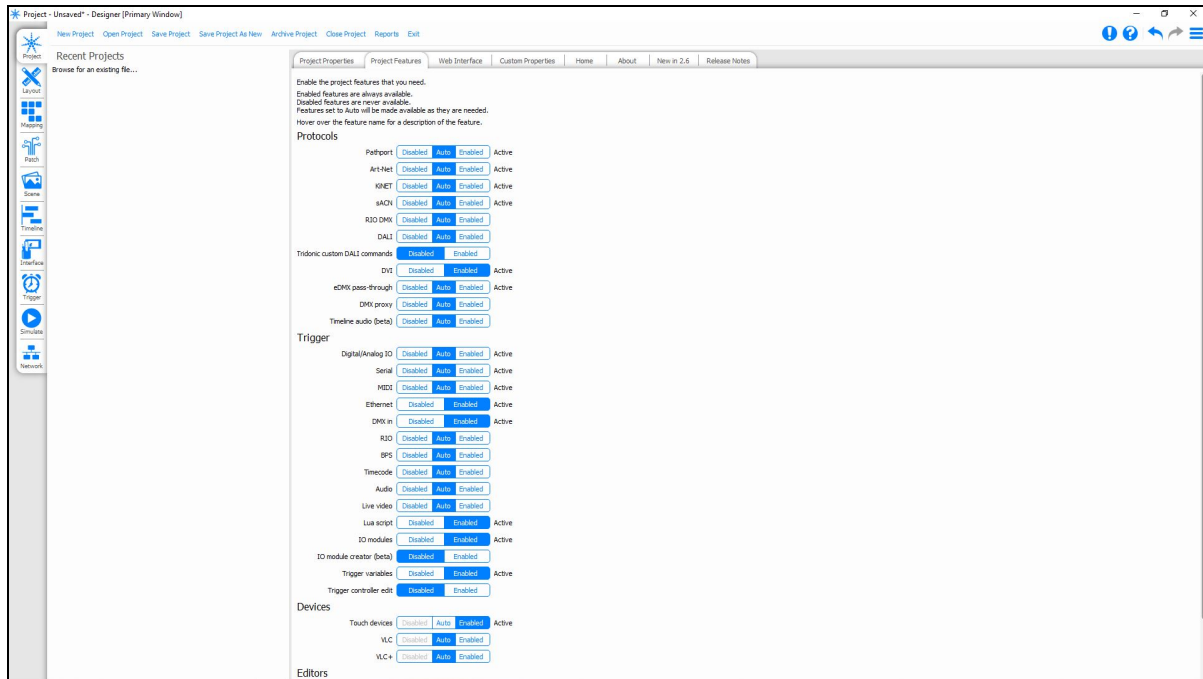 Project - Unsaved* - Designer [Primary Window]
New Project Open Project Save Project Save Project As New Archive Project Close Project Reports Exit
Project
Layout
Mapping
Patch
Scene
Timeline
Interface
Trigger
Simulate
Network
Recent Projects
Browse for an existing file...
Project Properties Project Features Web Interface Custom Properties Home About New in 2.6 Release Notes
Enable the project features that you need.
Enabled features are always available.
Disabled features are never available.
Features set to Auto will be made available as they are needed.
Hover over the feature name for a description of the feature.
Protocols
Pathport Disabled Auto Enabled Active
Art-Net Disabled Auto Enabled Active
KiNET Disabled Auto Enabled Active
sACN Disabled Auto Enabled Active
RIO DMX Disabled Auto Enabled
DALI Disabled Auto Enabled
Tridonic custom DALI commands Disabled Enabled
DVI Disabled Enabled Active
eDMX pass-through Disabled Auto Enabled Active
DMX proxy Disabled Auto Enabled
Timeline audio (beta) Disabled Auto Enabled
Trigger
Digital/Analog IO Disabled Auto Enabled Active
Serial Disabled Auto Enabled Active
MIDI Disabled Auto Enabled Active
Ethernet Disabled Enabled Active
DMX in Disabled Enabled Active
RIO Disabled Auto Enabled
BPS Disabled Auto Enabled
Timecode Disabled Auto Enabled
Audio Disabled Auto Enabled
Live video Disabled Auto Enabled
Lua script Disabled Enabled Active
IO modules Disabled Enabled Active
IO module creator (beta) Disabled Enabled
Trigger variables Disabled Enabled Active
Trigger controller edit Disabled Enabled
Devices
Touch devices Disabled Auto Enabled Active
VLC Disabled Auto Enabled
VLC+ Disabled Auto Enabled
Editors